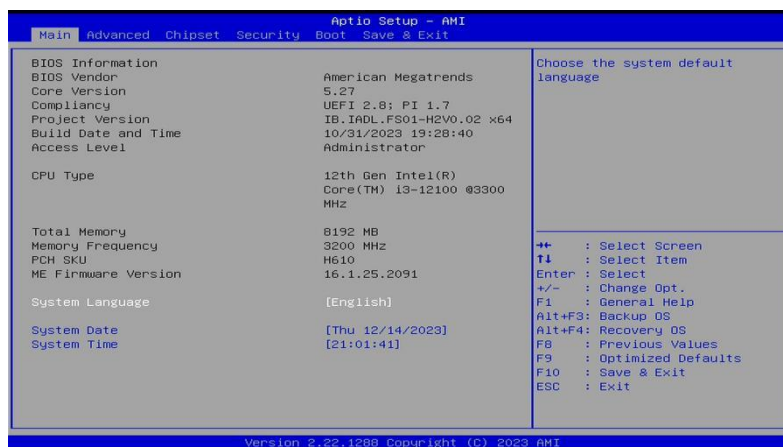 Aptio Setup – AMI
Main Advanced Chipset Security Boot Save & Exit
BIOS Information
BIOS Vendor American Megatrends
Core Version 5.27
Compliancy UEFI 2.8; PI 1.7
Project Version IB.IADL.FS01-H2V0.02 x64
Build Date and Time 10/31/2023 19:28:40
Access Level Administrator
CPU Type 12th Gen Intel(R)
Core(TM) i3-12100 @3300
MHz
Total Memory 8192 MB
Memory Frequency 3200 MHz
PCH SKU H610
ME Firmware Version 16.1.25.2091
System Language [English]
System Date [Thu 12/14/2023]
System Time [21:01:41]
Choose the system default
language
→← : Select Screen
↑↓ : Select Item
Enter : Select
+/- : Change Opt.
F1 : General Help
Alt+F3: Backup OS
Alt+F4: Recovery OS
F8 : Previous Values
F9 : Optimized Defaults
F10 : Save & Exit
ESC : Exit
Version 2.22.1288 Copyright (C) 2023 AMI